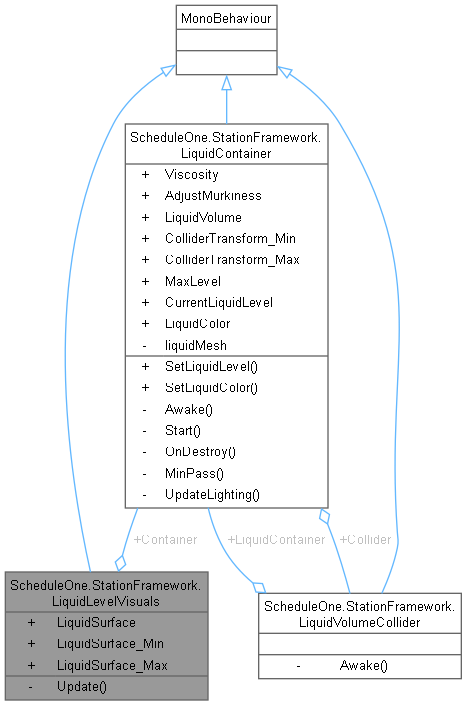 MonoBehaviour
ScheduleOne.StationFramework.
LiquidContainer
+ Viscosity
+ AdjustMurkiness
+ LiquidVolume
+ ColliderTransform_Min
+ ColliderTransform_Max
+ MaxLevel
+ CurrentLiquidLevel
+ LiquidColor
- liquidMesh
+ SetLiquidLevel()
+ SetLiquidColor()
- Awake()
- Start()
- OnDestroy()
- MinPass()
- UpdateLighting()
+Container
+LiquidContainer
+Collider
ScheduleOne.StationFramework.
LiquidLevelVisuals
+ LiquidSurface
+ LiquidSurface_Min
+ LiquidSurface_Max
- Update()
ScheduleOne.StationFramework.
LiquidVolumeCollider
- Awake()